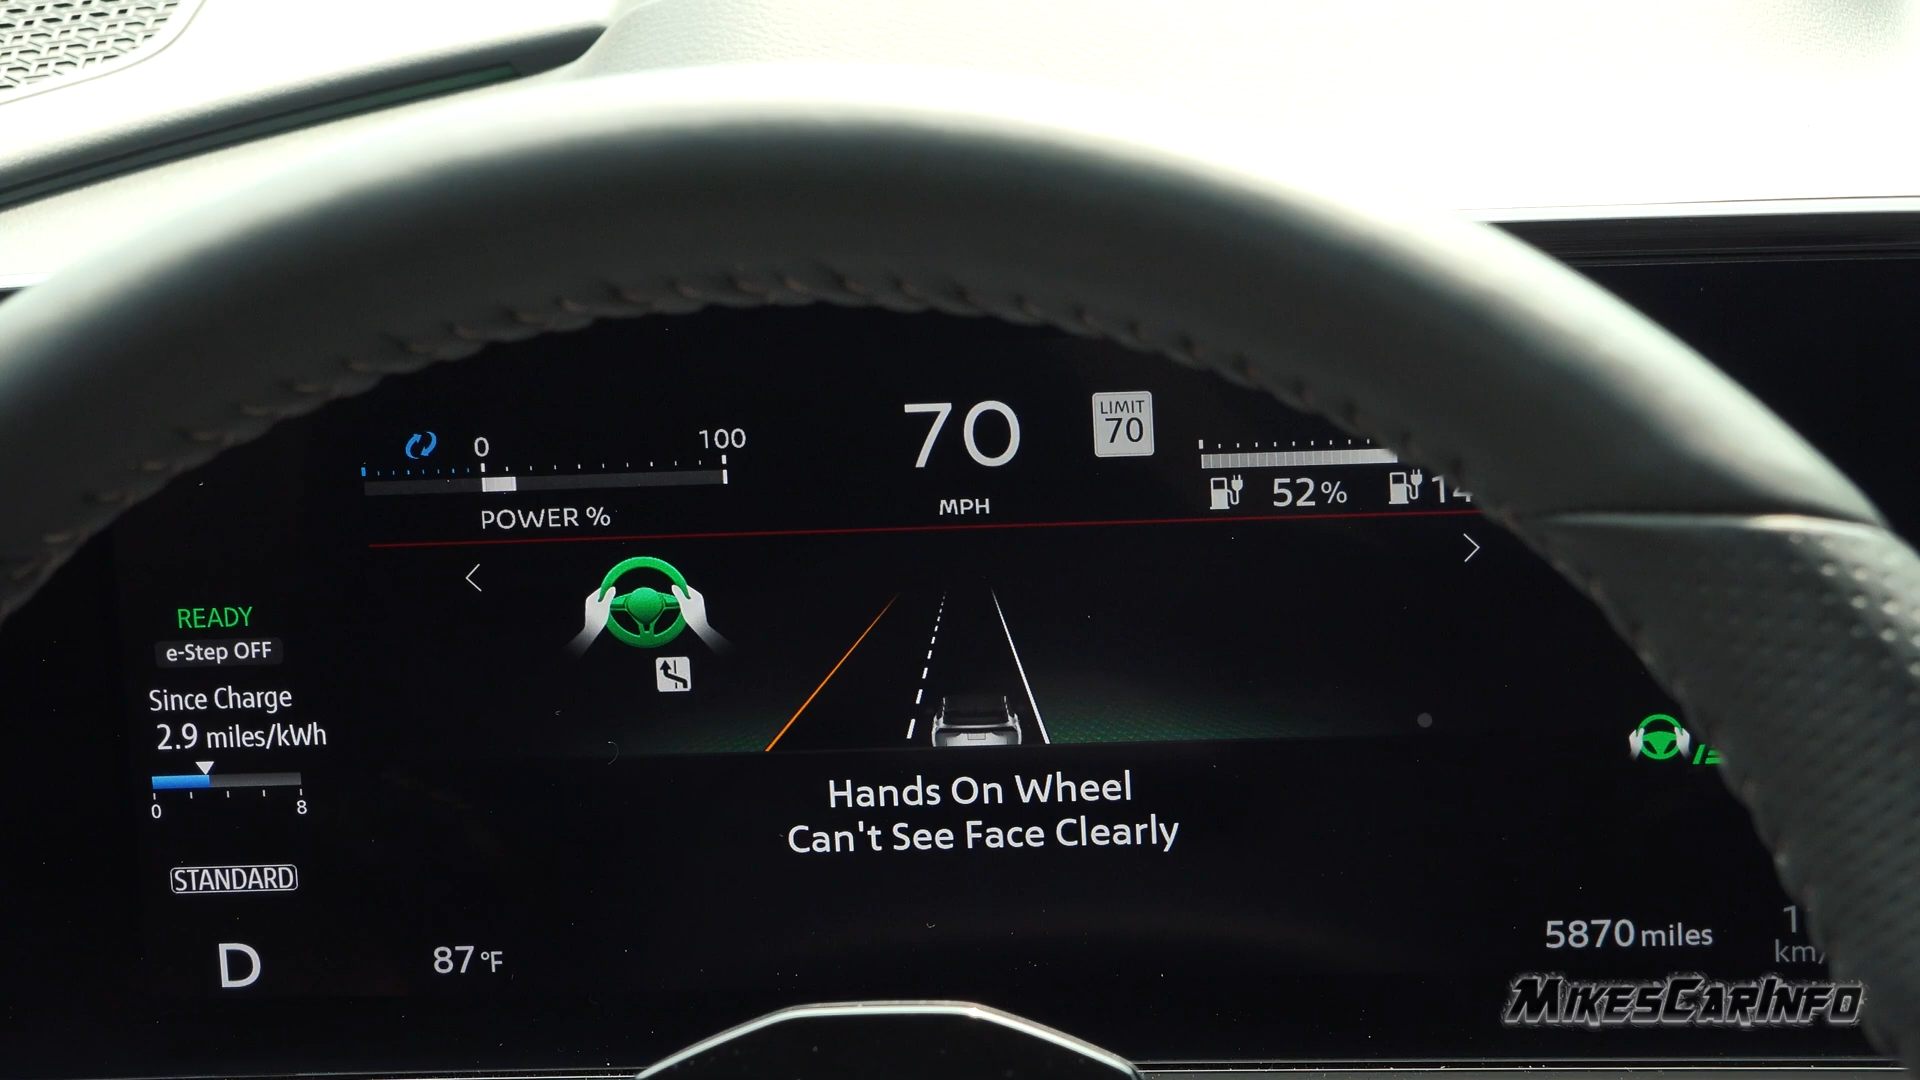 0 100
POWER %
70
MPH
LIMIT
70
52%
READY
e-Step OFF
Since Charge
2.9 miles/kWh
0 8
STANDARD
D
87 °F
Hands On Wheel
Can't See Face Clearly
5870 miles
MIKESCARINFO